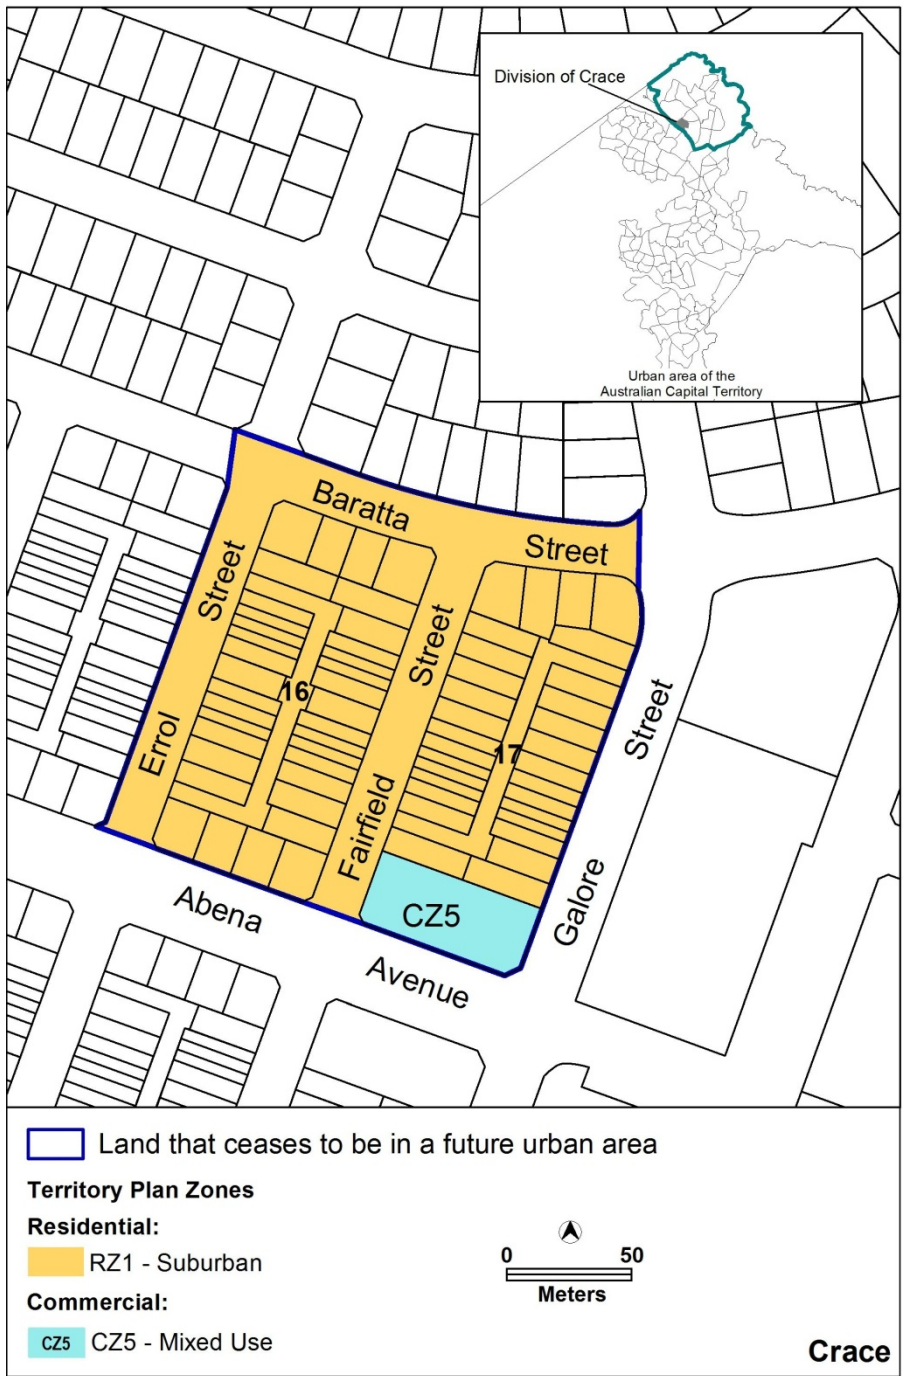 Division of Crace
Urban area of the
Australian Capital Territory
Baratta
Street
Street
Street
16
Street
17
Errol
Fairfield
Galore
CZ5
Abena
Avenue
Land that ceases to be in a future urban area
Territory Plan Zones
Residential:
RZ1 - Suburban
Commercial:
CZ5 CZ5 - Mixed Use
0 50
Meters
Crace